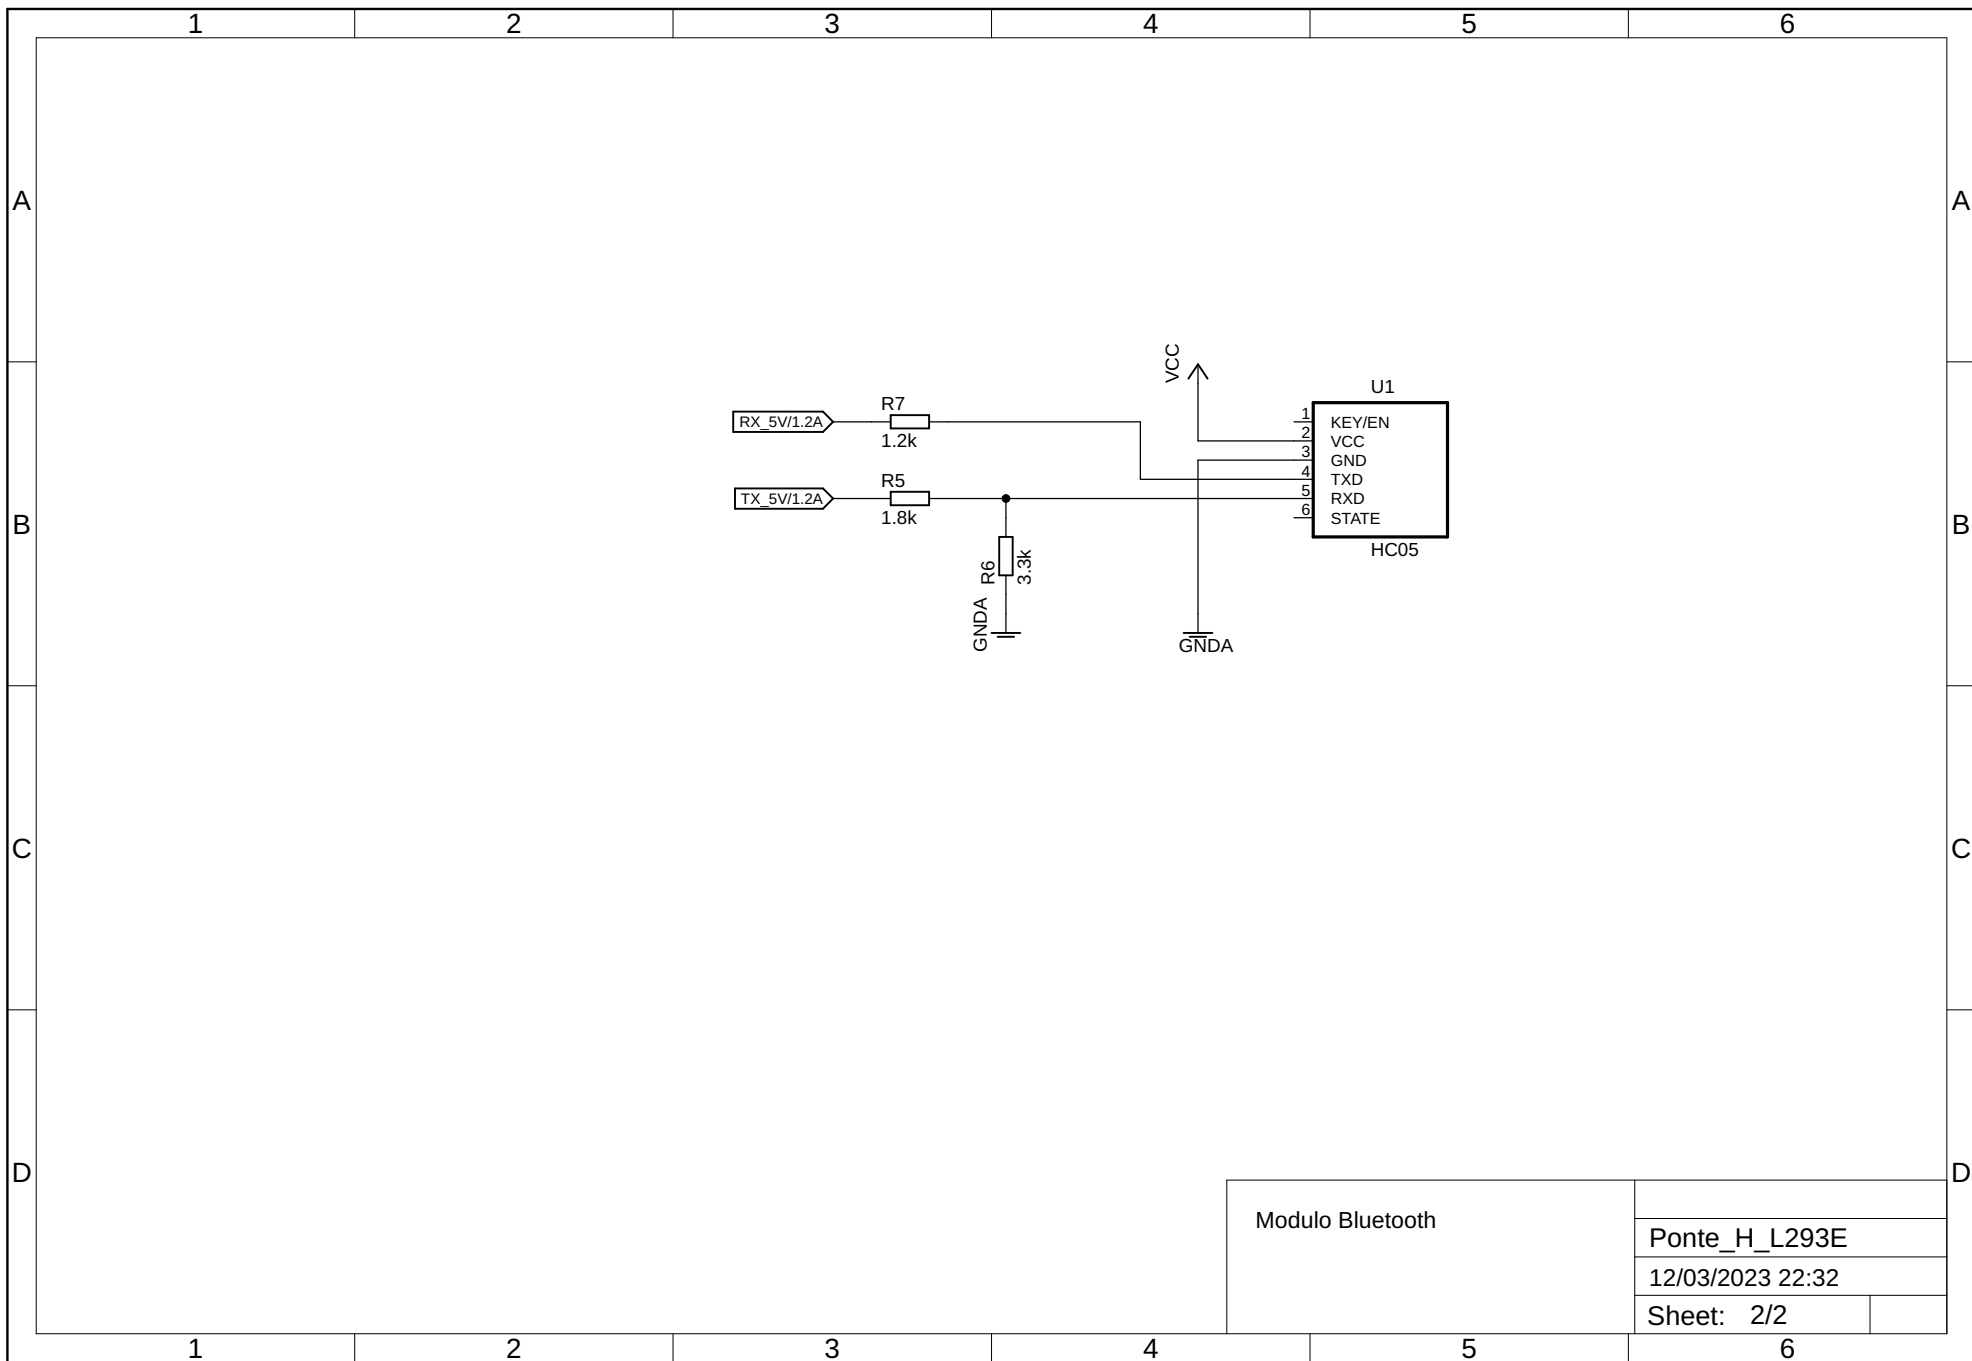 1 2 3 4 5 6
A A
VCC
U1
R7
RX_5V/1.2A
1.2k
1 KEY/EN
2 VCC
3 GND
4 TXD
5 RXD
6 STATE
HC05
R5
TX_5V/1.2A
1.8k
B B
R6
3.3k
GNDA
GNDA
C C
D D
Modulo Bluetooth
Ponte_H_L293E
12/03/2023 22:32
Sheet: 2/2
1 2 3 4 5 6